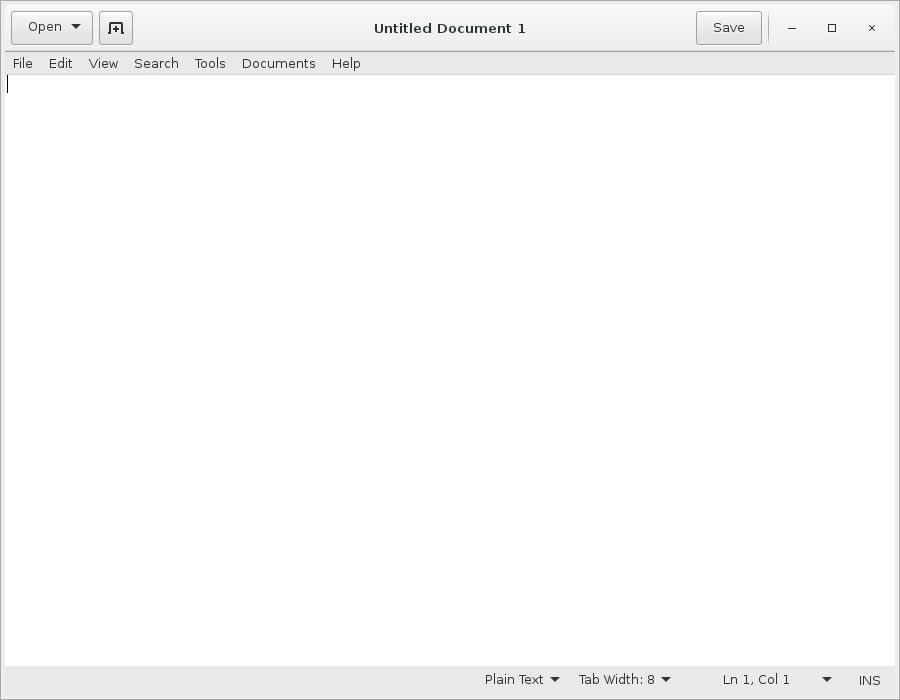 Open Untitled Document 1 Save
File Edit View Search Tools Documents Help
Plain Text Tab Width: 8 Ln 1, Col 1 INS